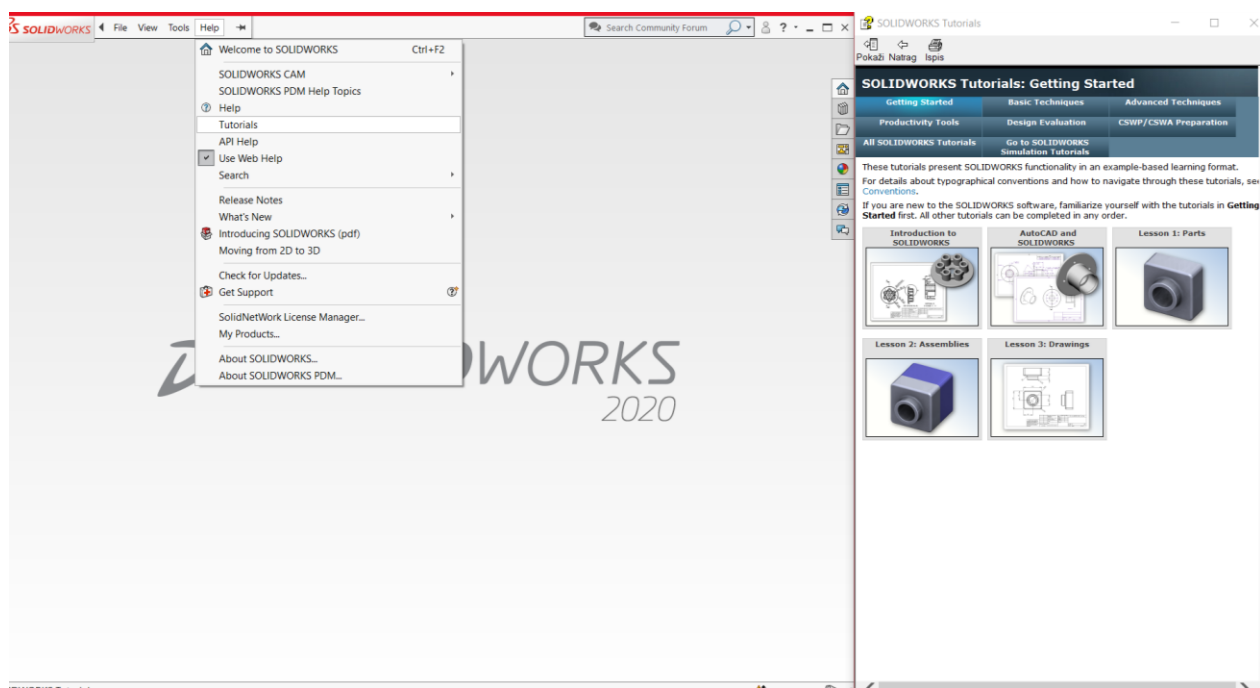 SOLIDWORKS File View Tools Help
Search Community Forum
Welcome to SOLIDWORKS Ctrl+F2
SOLIDWORKS CAM
SOLIDWORKS PDM Help Topics
Help
Tutorials
API Help
Use Web Help
Search
Release Notes
What's New
Introducing SOLIDWORKS (pdf)
Moving from 2D to 3D
Check for Updates...
Get Support
SolidNetWork License Manager...
My Products...
About SOLIDWORKS...
About SOLIDWORKS PDM...
WORKS
2020
SOLIDWORKS Tutorials
Pokaži Natrag Ispis
SOLIDWORKS Tutorials: Getting Started
Getting Started Basic Techniques Advanced Techniques
Productivity Tools Design Evaluation CSWP/CSWA Preparation
All SOLIDWORKS Tutorials Go to SOLIDWORKS
Simulation Tutorials
These tutorials present SOLIDWORKS functionality in an example-based learning format.
For details about typographical conventions and how to navigate through these tutorials, see
Conventions.
If you are new to the SOLIDWORKS software, familiarize yourself with the tutorials in Getting
Started first. All other tutorials can be completed in any order.
Introduction to
SOLIDWORKS
AutoCAD and
SOLIDWORKS
Lesson 1: Parts
Lesson 2: Assemblies
Lesson 3: Drawings